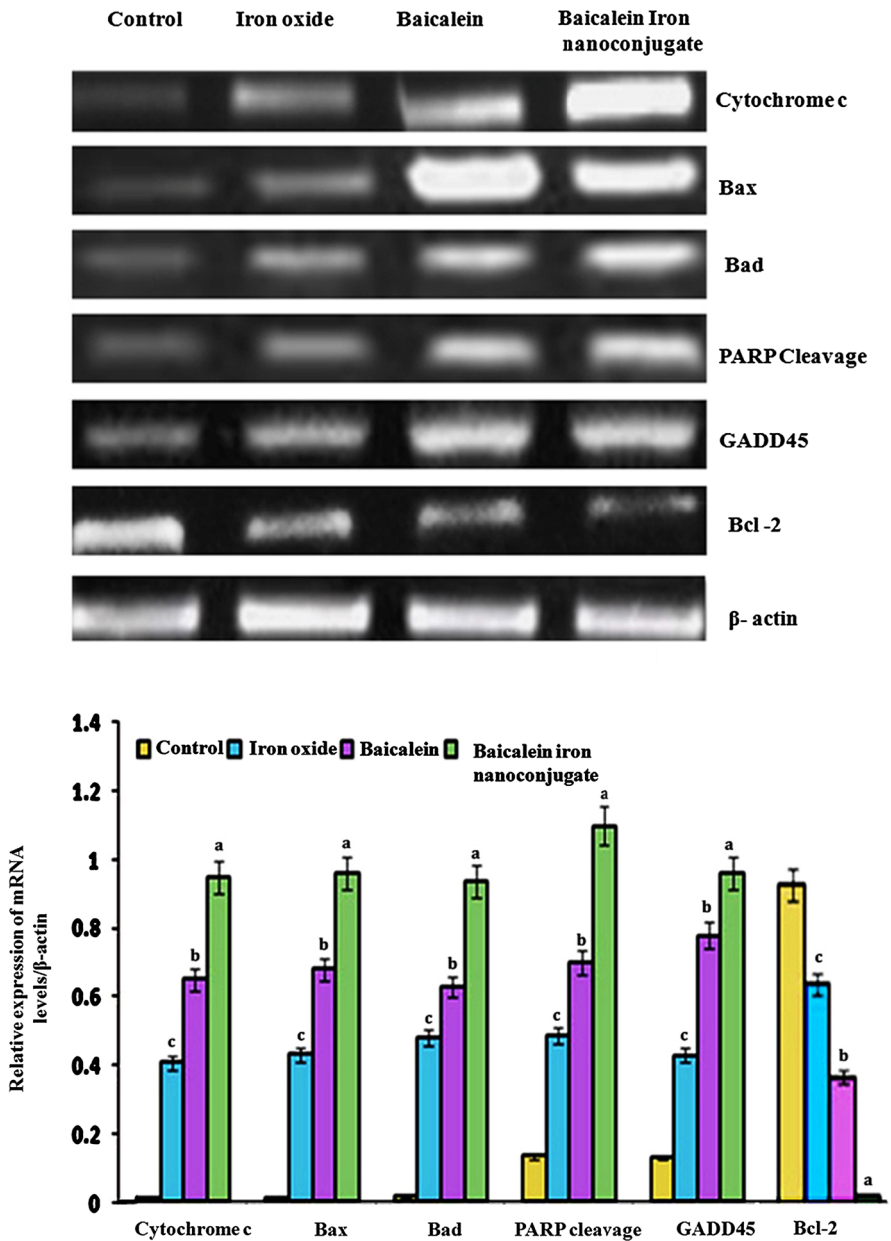 Control Iron oxide Baicalein Baicalein Iron
nanoconjugate
Cytochrome c
Bax
Bad
PARP Cleavage
GADD45
Bcl -2
β- actin
1.4
Control Iron oxide Baicalein Baicalein iron
nanoconjugate
1.2
1
0.8
0.6
0.4
0.2
0
Relative expression of mRNA
levels/β-actin
c b a
c b a
c b a
c b a
c b a
c b a
Cytochrome c Bax Bad PARP cleavage GADD45 Bcl-2